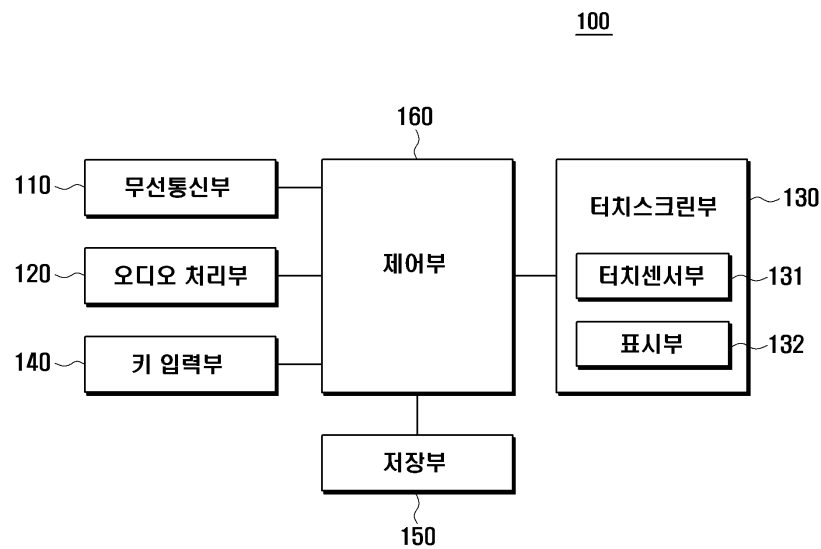 100
160
110
무선통신부
터치스크린부
130
120
오디오 처리부
제어부
터치센서부
131
140
키 입력부
표시부
132
저장부
150